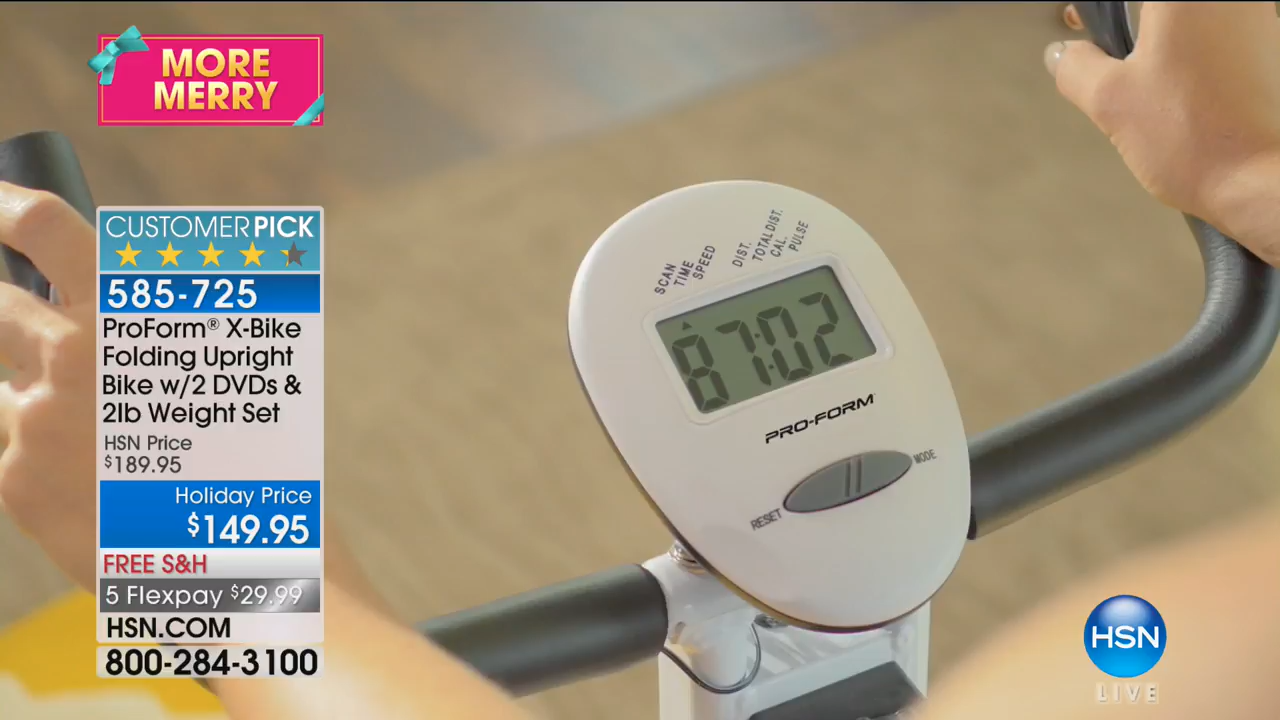 MORE
MERRY
CUSTOMER PICK
585-725
ProForm® X-Bike
Folding Upright
Bike w/2 DVDs &
2lb Weight Set
HSN Price
$189.95
Holiday Price
$149.95
FREE S&H
5 Flexpay $29.99
HSN.COM
800-284-3100
SCAN
TIME
SPEED
DIST.
TOTAL DIST.
CAL.
PULSE
87:02
PRO-FORM
MODE
RESET
HSN
LIVE